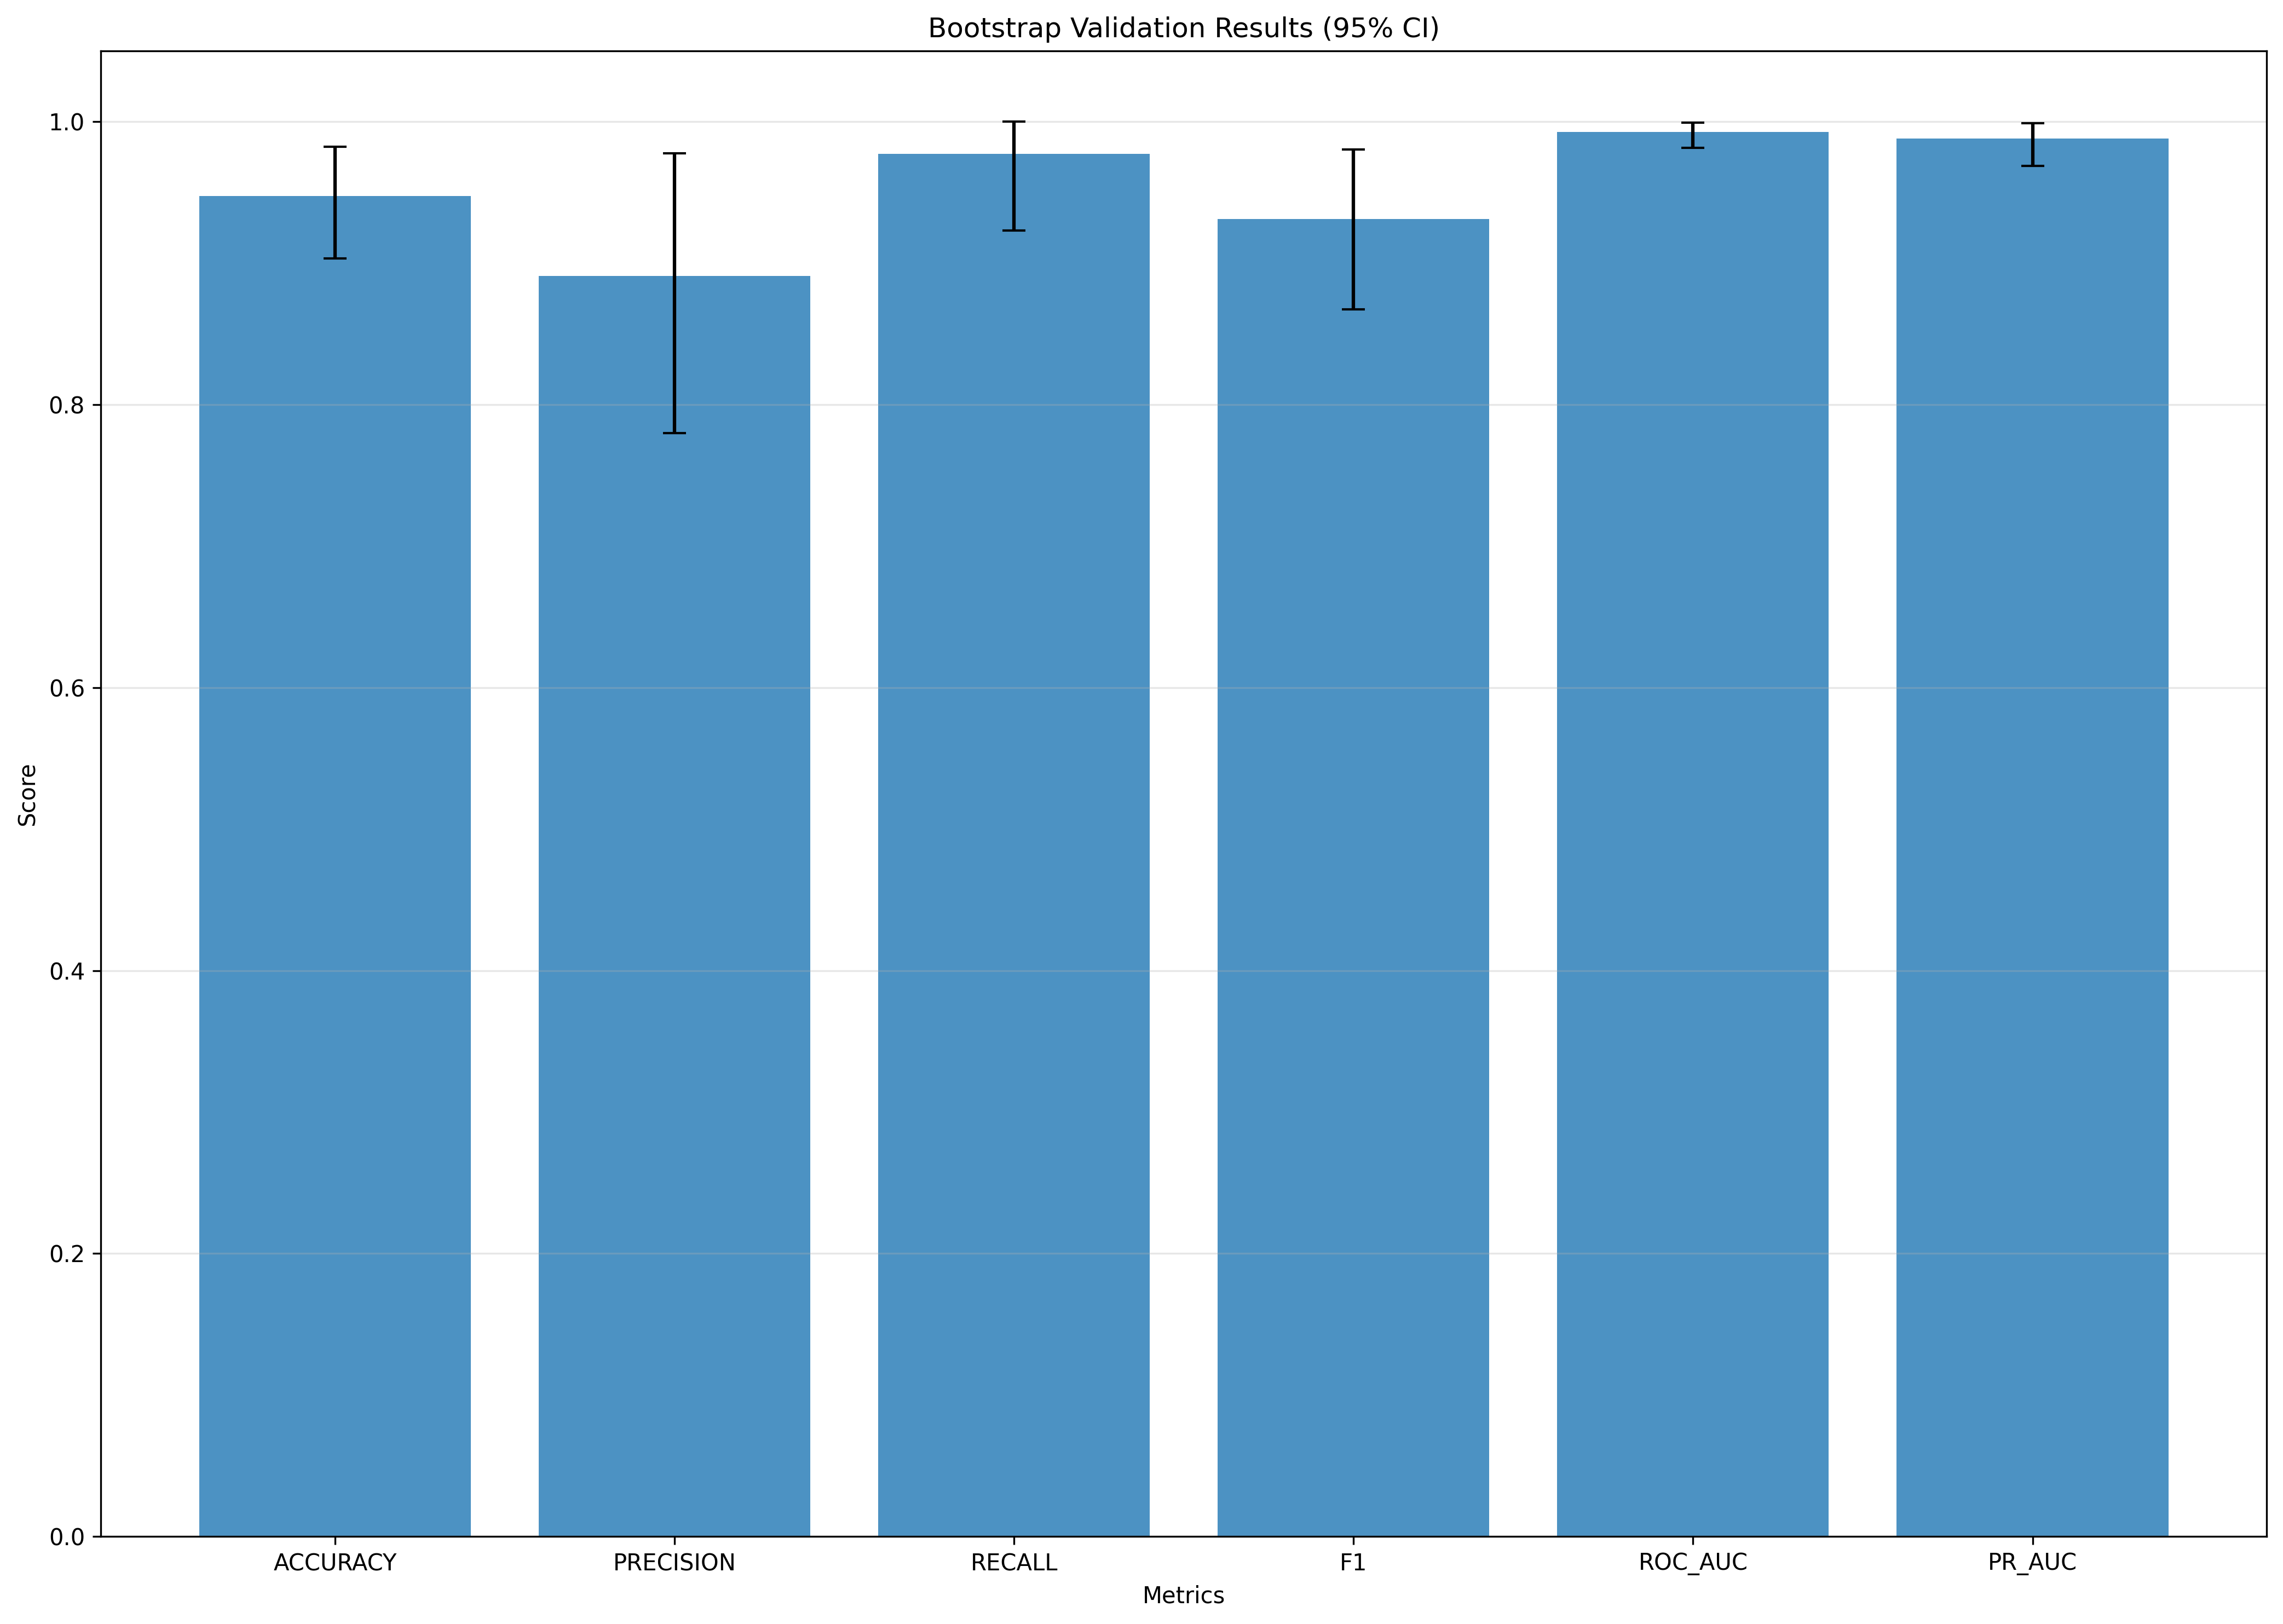 Bootstrap Validation Results (95% CI)
1.0
0.8
0.6
0.4
0.2
0.0
Score
ACCURACY PRECISION RECALL F1 ROC_AUC PR_AUC
Metrics